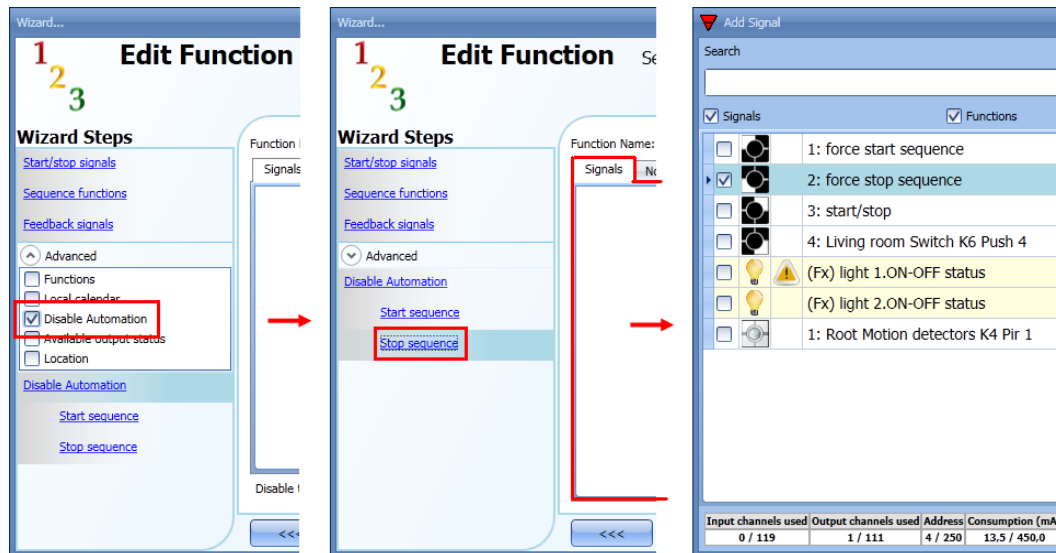 Wizard...
1 2 3
Edit Function
Wizard Steps
Start/stop signals
Sequence functions
Feedback signals
Advanced
Functions
Local calendar
Disable Automation
Available output status
Location
Disable Automation
Start sequence
Stop sequence
Function
Signals
Disable
<<<
Wizard...
1 2 3
Edit Function
Wizard Steps
Start/stop signals
Sequence functions
Feedback signals
Advanced
Disable Automation
Start sequence
Stop sequence
Function Name:
Signals
<<<
Add Signal
Search
Signals
Functions
1: force start sequence
2: force stop sequence
3: start/stop
4: Living room Switch K6 Push 4
(Fx) light 1.ON-OFF status
(Fx) light 2.ON-OFF status
1: Root Motion detectors K4 Pir 1
Input channels used Output channels used Address Consumption (mA
0 / 119 1 / 111 4 / 250 13,5 / 450,0